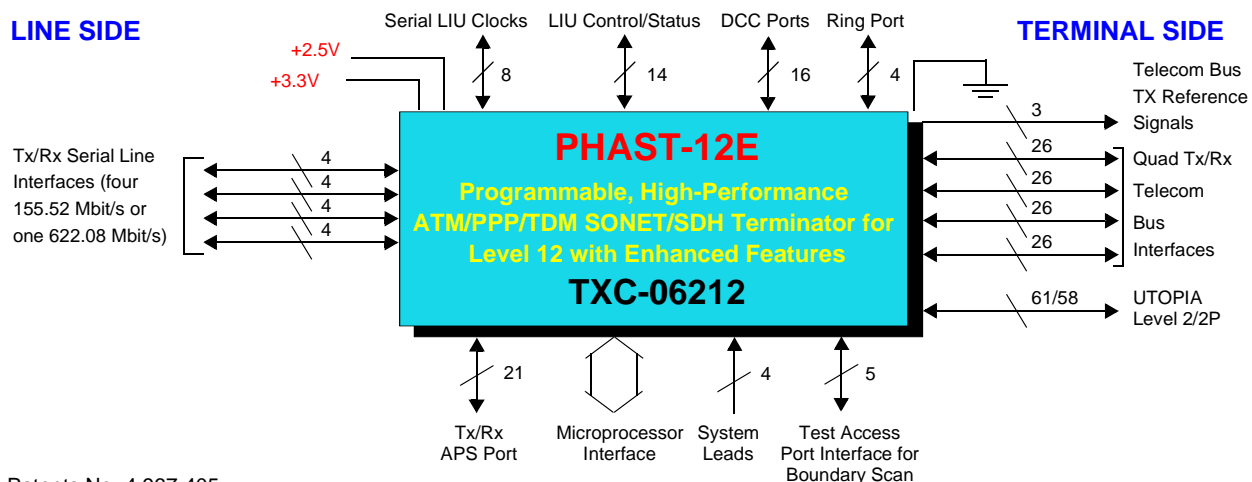 LINE SIDE
TERMINAL SIDE
Serial LIU Clocks
LIU Control/Status
DCC Ports
Ring Port
+2.5V
+3.3V
8
14
16
4
Telecom Bus
TX Reference
Signals
3
Tx/Rx Serial Line
Interfaces (four
155.52 Mbit/s or
one 622.08 Mbit/s)
4
4
4
4
PHAST-12E
Programmable, High-Performance
ATM/PPP/TDM SONET/SDH Terminator for
Level 12 with Enhanced Features
TXC-06212
26
26
26
26
Quad Tx/Rx
Telecom
Bus
Interfaces
61/58
UTOPIA
Level 2/2P
21
4
5
Tx/Rx
APS Port
Microprocessor
Interface
System
Leads
Test Access
Port Interface for
Boundary Scan